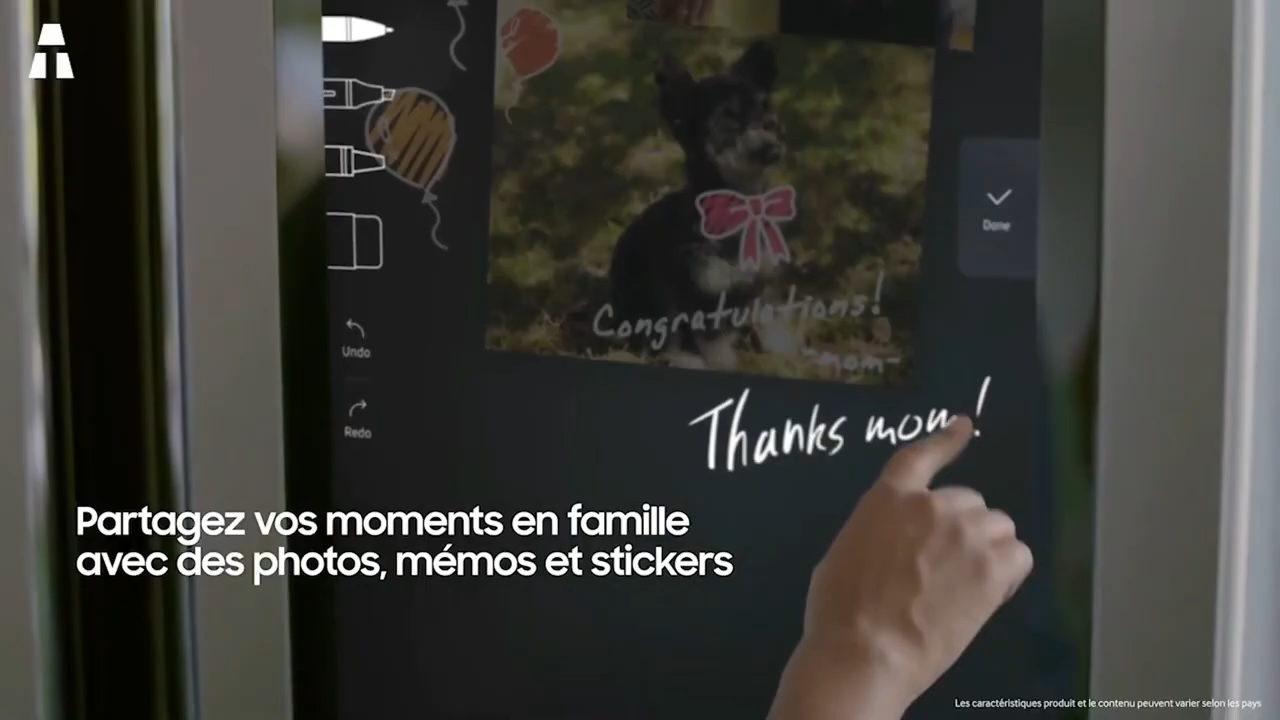 Done
Congratulations!
-mom-
Undo
Redo
Thanks mom!
Partagez vos moments en famille
avec des photos, mémos et stickers
Les caractéristiques produit et le contenu peuvent varier selon les pays